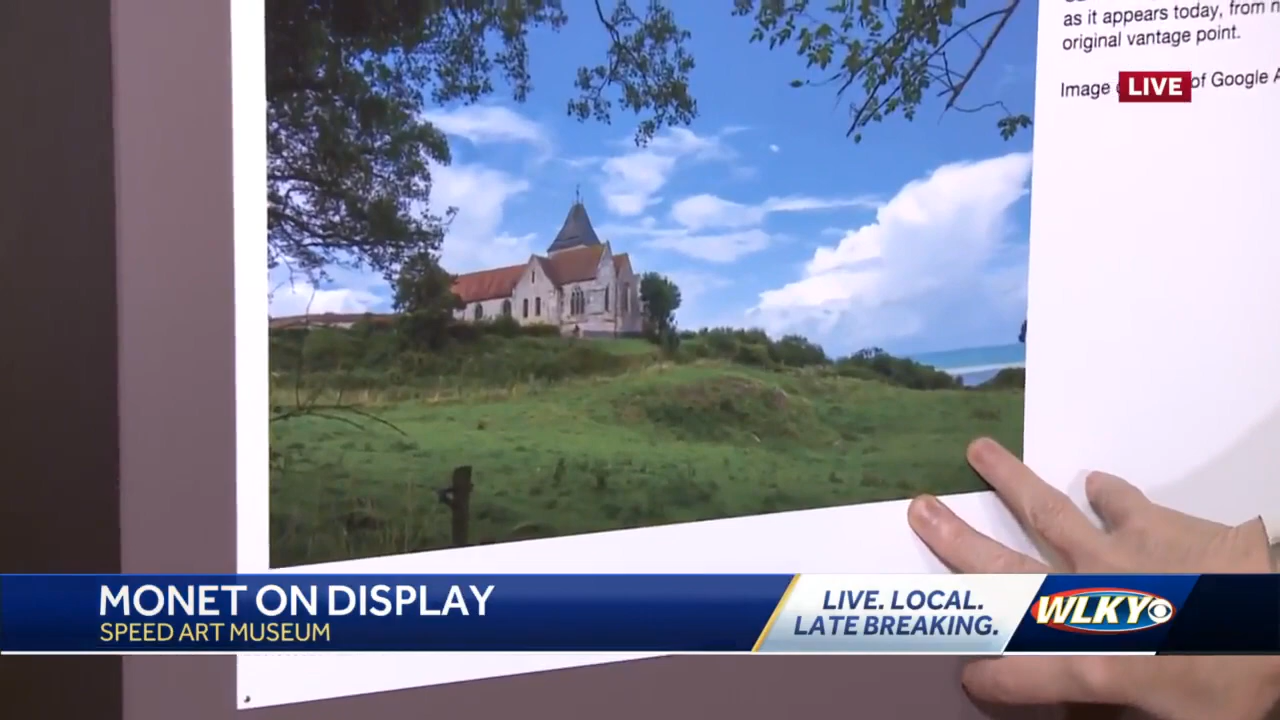 as it appears today, from
original vantage point.
Image of Google
LIVE
MONET ON DISPLAY
SPEED ART MUSEUM
LIVE. LOCAL.
LATE BREAKING.
WLKY